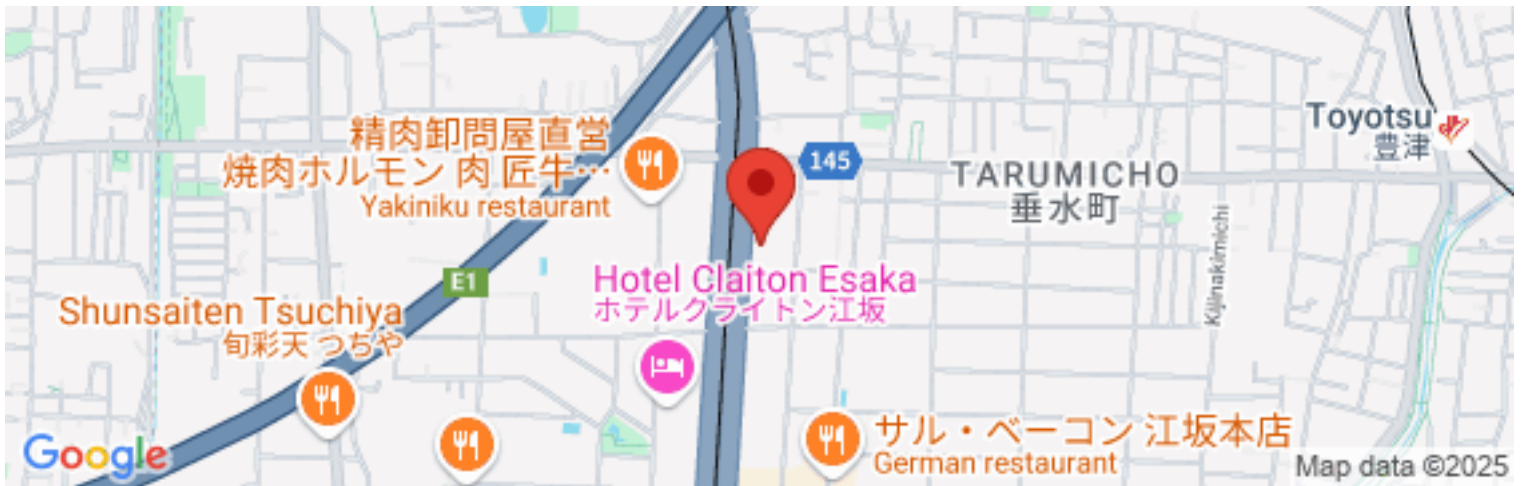 精肉卸問屋直営
焼肉ホルモン 肉 匠牛…
Yakiniku restaurant
145
Toyotsu
豊津
TARUMICHO
垂水町
Kijinakimichi
E1
Hotel Claiton Esaka
ホテルクライトン江坂
Shunsaiten Tsuchiya
旬彩天 つちや
サル・ベーコン 江坂本店
German restaurant
Google
Map data ©2025